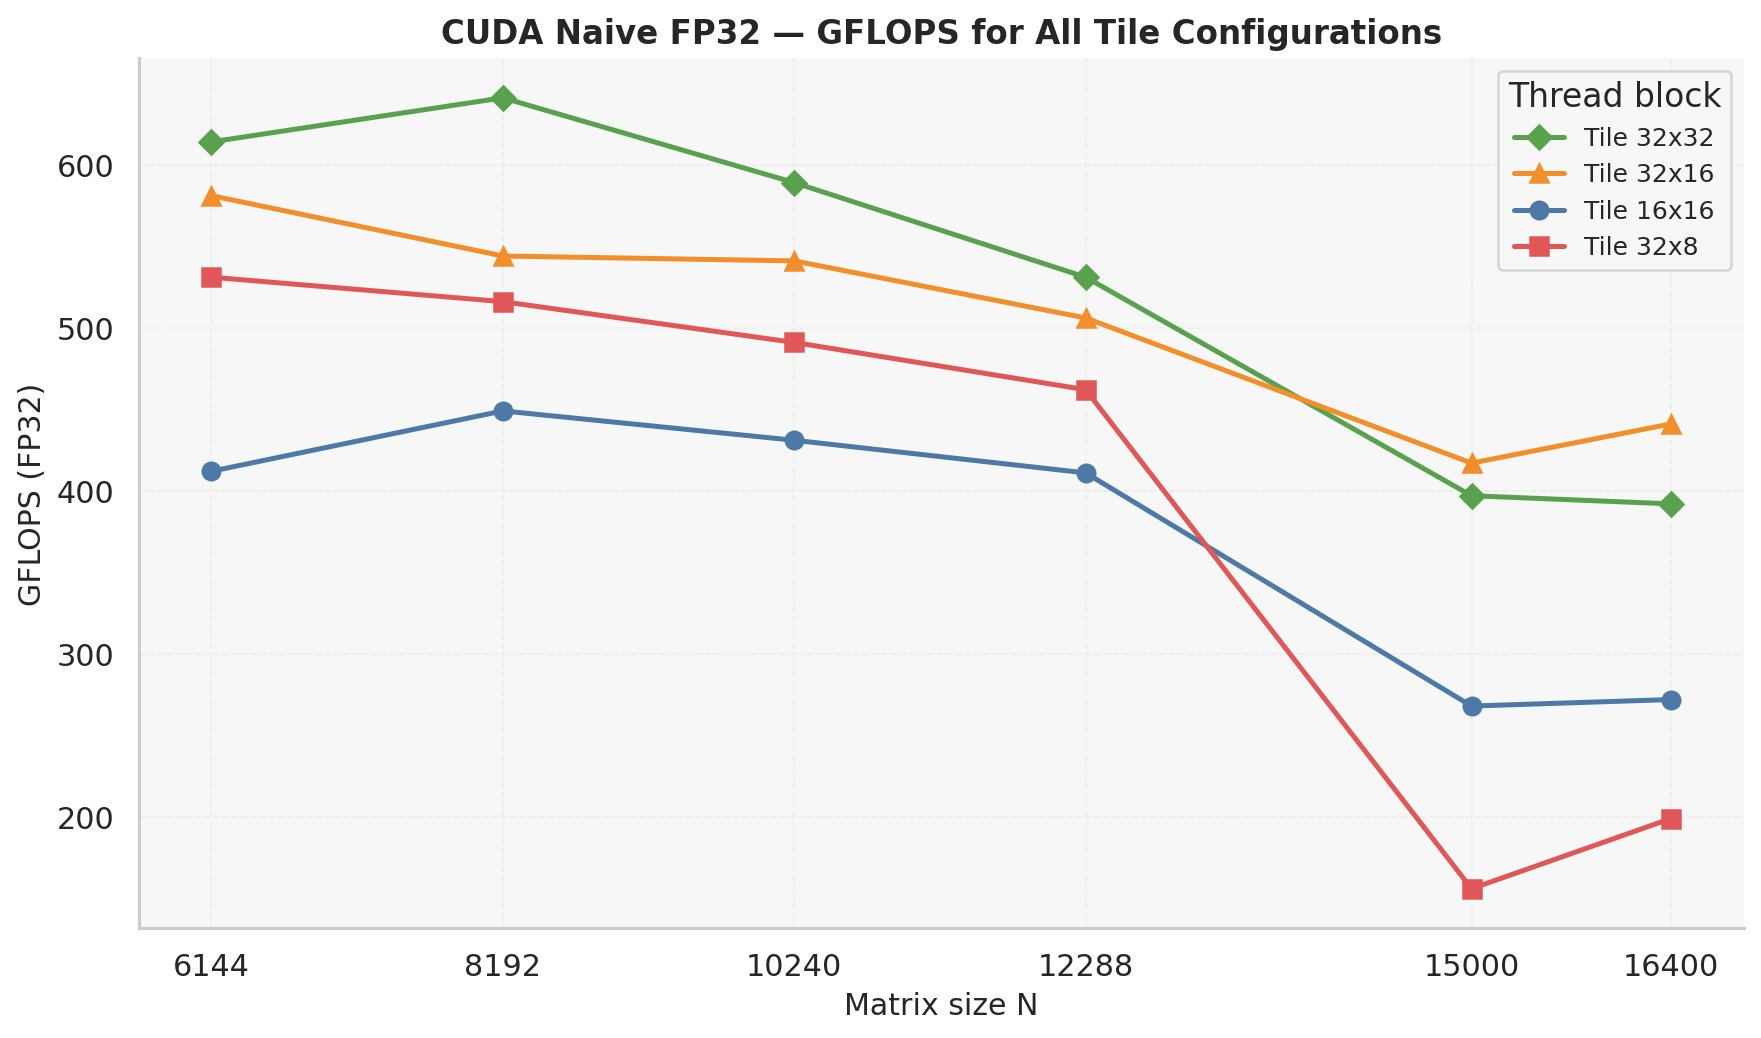 CUDA Naive FP32 — GFLOPS for All Tile Configurations
Thread block
Tile 32x32
Tile 32x16
Tile 16x16
Tile 32x8
GFLOPS (FP32)
600
500
400
300
200
6144 8192 10240 12288 15000 16400
Matrix size N